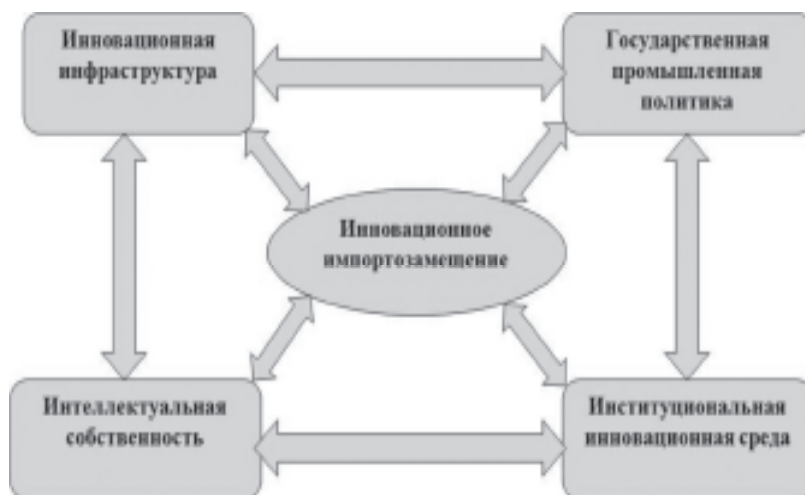 Инновационная
инфраструктура
Государственная
промышленная
политика
Инновационное
импортозамещение
Интеллектуальная
собственность
Институциональная
инновационная среда